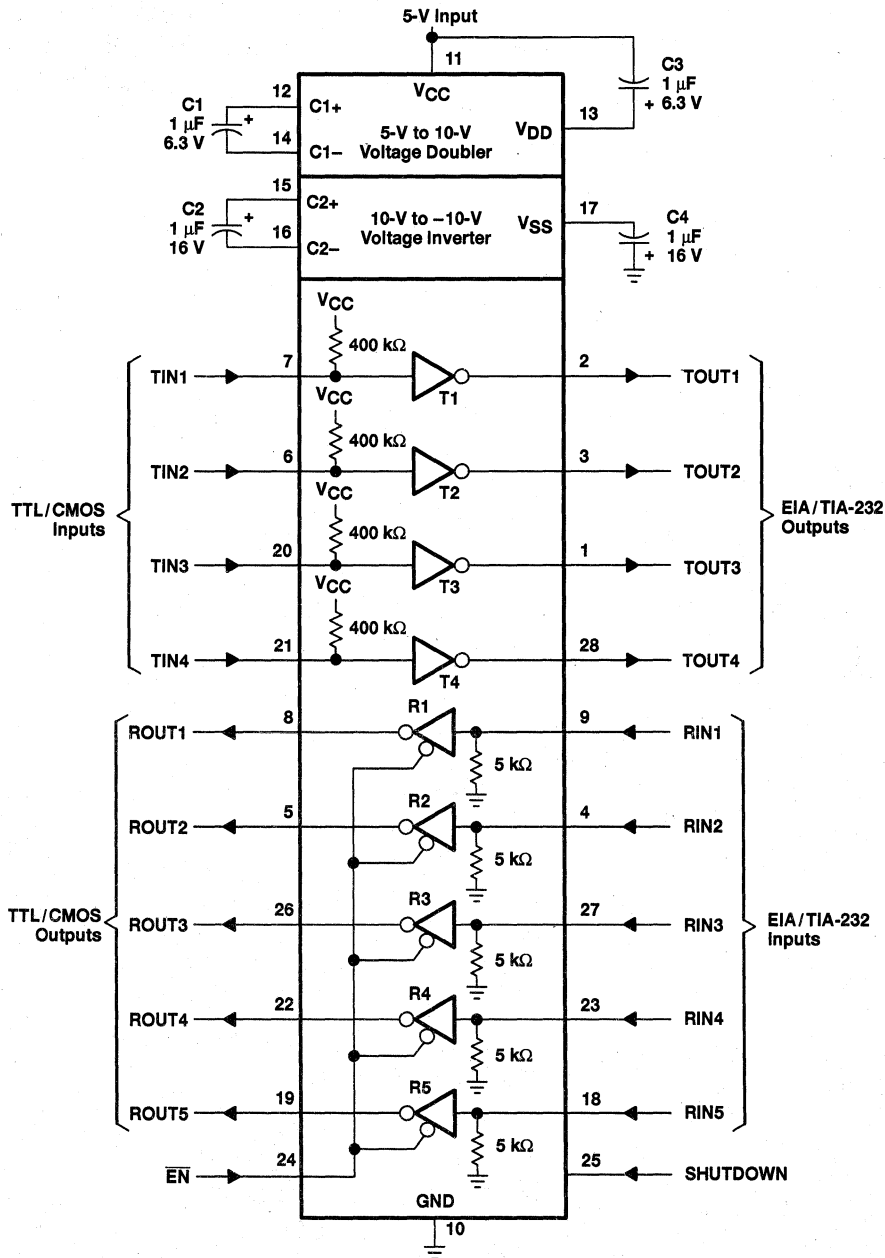 5-V Input
11
12
C1
1 µF
6.3 V
+
14
C1+
C1–
VCC
5-V to 10-V
Voltage Doubler
VDD
13
C3
1 µF
+ 6.3 V
15
C2
1 µF
16 V
+
16
C2+
C2–
10-V to –10-V
Voltage Inverter
VSS
17
C4
1 µF
+ 16 V
VCC
400 kΩ
TIN1
7
T1
2
TOUT1
VCC
400 kΩ
TIN2
6
T2
3
TOUT2
TTL/CMOS
Inputs
EIA/TIA-232
Outputs
VCC
400 kΩ
TIN3
20
T3
1
TOUT3
VCC
400 kΩ
TIN4
21
T4
28
TOUT4
ROUT1
8
R1
9
RIN1
5 kΩ
ROUT2
5
R2
4
RIN2
5 kΩ
TTL/CMOS
Outputs
ROUT3
26
R3
27
RIN3
5 kΩ
EIA/TIA-232
Inputs
ROUT4
22
R4
23
RIN4
5 kΩ
ROUT5
19
R5
18
RIN5
5 kΩ
EN
24
25
SHUTDOWN
GND
10